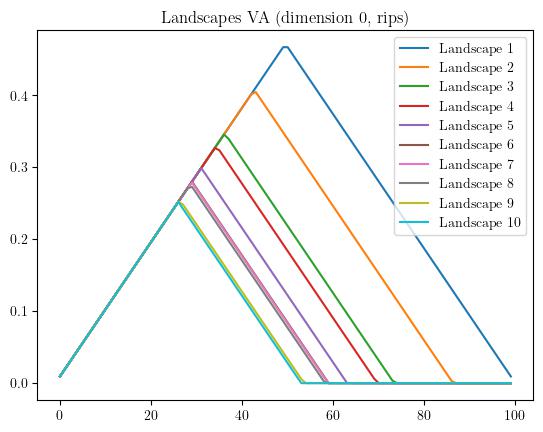 Landscapes VA (dimension 0, rips)
Landscape 1
Landscape 2
Landscape 3
Landscape 4
Landscape 5
Landscape 6
Landscape 7
Landscape 8
Landscape 9
Landscape 10
0.4
0.3
0.2
0.1
0.0
0 20 40 60 80 100